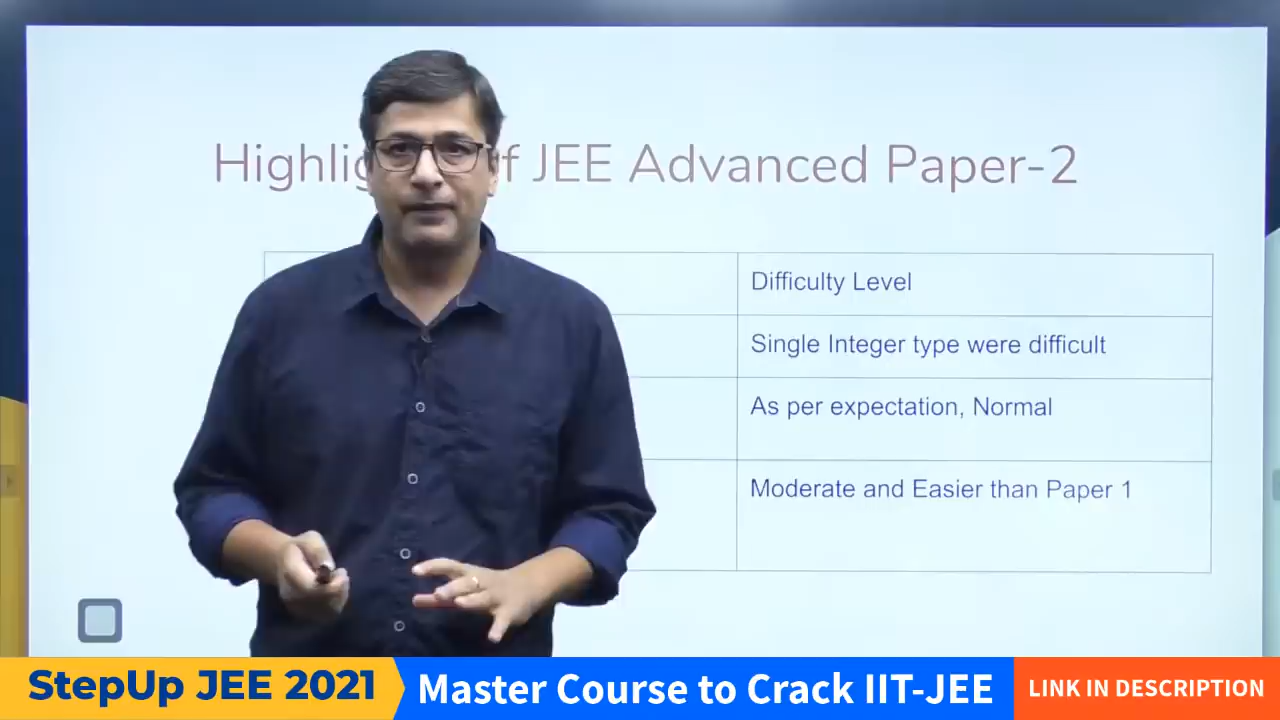 Highlig f JEE Advanced Paper-2
Difficulty Level
Single Integer type were difficult
As per expectation, Normal
Moderate and Easier than Paper 1
StepUp JEE 2021
Master Course to Crack IIT-JEE
LINK IN DESCRIPTION